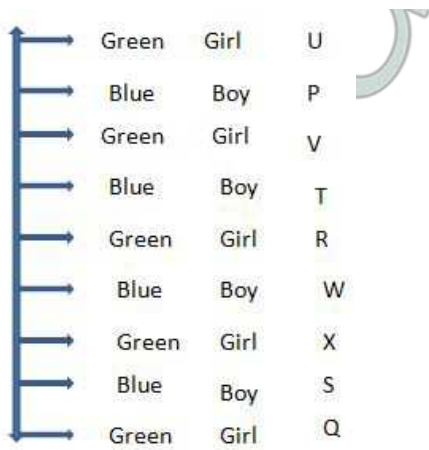 Green Girl U
Blue Boy P
Green Girl V
Blue Boy T
Green Girl R
Blue Boy W
Green Girl X
Blue Boy S
Green Girl Q